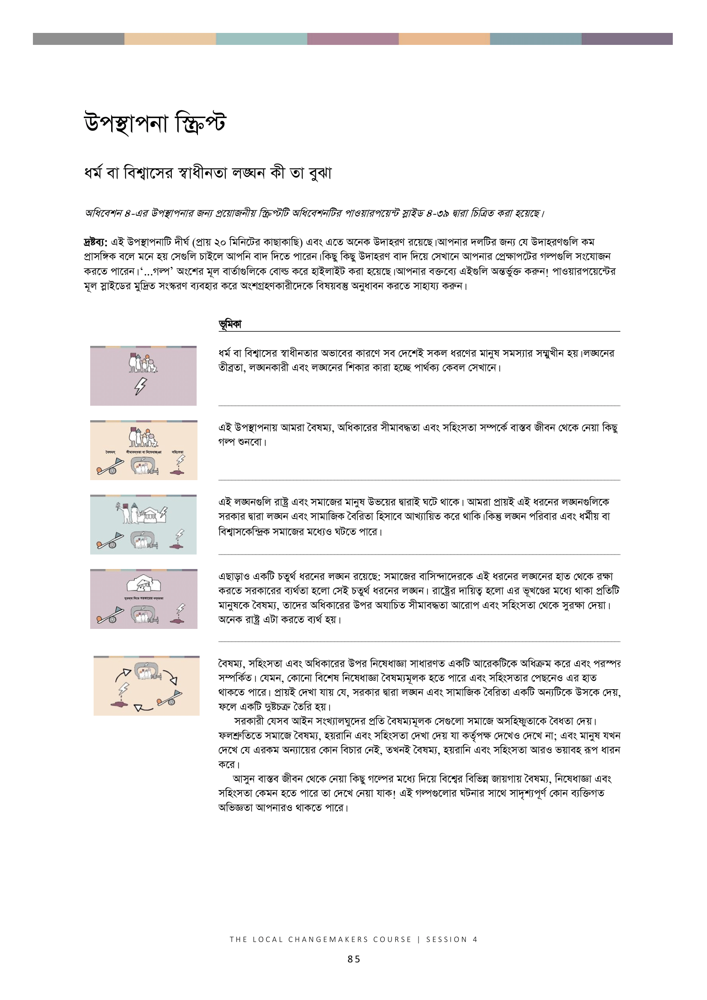 উপস্থাপনা স্ক্রিপ্ট
ধর্ম বা বিশ্বাসের স্বাধীনতা লঙ্ঘন কী তা বুঝা
অধিবেশন ৪-এর উপস্থাপনার জন্য প্রয়োজনীয় স্ক্রিপ্টটি অধিবেশনটির পাওয়ারপয়েন্ট স্লাইড ৪-৩৯ দ্বারা চিত্রিত করা হয়েছে।
দ্রষ্টব্য: এই উপস্থাপনাটি দীর্ঘ (প্রায় ২০ মিনিটের কাছাকাছি) এবং এতে অনেক উদাহরণ রয়েছে।আপনার দলটির জন্য যে উদাহরণগুলি কম
প্রাসঙ্গিক বলে মনে হয় সেগুলি চাইলে আপনি বাদ দিতে পারেন।কিছু কিছু উদাহরণ বাদ দিয়ে সেখানে আপনার প্রেক্ষাপটের গল্পগুলি সংযোজন
করতে পারেন।‘...গল্প’ অংশের মূল বার্তাগুলিকে বোল্ড করে হাইলাইট করা হয়েছে।আপনার বক্তব্যে এইগুলি অন্তর্ভুক্ত করুন! পাওয়ারপয়েন্টের
মূল স্লাইডের মুদ্রিত সংস্করণ ব্যবহার করে অংশগ্রহণকারীদেকে বিষয়বস্তু অনুধাবন করতে সাহায্য করুন।
ভূমিকা
ধর্ম বা বিশ্বাসের স্বাধীনতার অভাবের কারণে সব দেশেই সকল ধরণের মানুষ সমস্যার সম্মুখীন হয়।লঙ্ঘনের
তীব্রতা, লঙ্ঘনকারী এবং লঙ্ঘনের শিকার কারা হচ্ছে পার্থক্য কেবল সেখানে।
এই উপস্থাপনায় আমরা বৈষম্য, অধিকারের সীমাবদ্ধতা এবং সহিংসতা সম্পর্কে বাস্তব জীবন থেকে নেয়া কিছু
গল্প শুনবো।
বৈষম্য সীমাবদ্ধতা বা নিষেধাজ্ঞা সহিংসতা
এই লঙ্ঘনগুলি রাষ্ট্র এবং সমাজের মানুষ উভয়ের দ্বারাই ঘটে থাকে। আমরা প্রায়ই এই ধরনের লঙ্ঘনগুলিকে
সরকার দ্বারা লঙ্ঘন এবং সামাজিক বৈরিতা হিসাবে আখ্যায়িত করে থাকি।কিন্তু লঙ্ঘন পরিবার এবং ধর্মীয় বা
বিশ্বাসকেন্দ্রিক সমাজের মধ্যেও ঘটতে পারে।
এছাড়াও একটি চতুর্থ ধরনের লঙ্ঘন রয়েছে: সমাজের বাসিন্দাদেরকে এই ধরনের লঙ্ঘনের হাত থেকে রক্ষা
করতে সরকারের ব্যর্থতা হলো সেই চতুর্থ ধরনের লঙ্ঘন। রাষ্ট্রের দায়িত্ব হলো এর ভূখণ্ডের মধ্যে থাকা প্রতিটি
মানুষকে বৈষম্য, তাদের অধিকারের উপর অযাচিত সীমাবদ্ধতা আরোপ এবং সহিংসতা থেকে সুরক্ষা দেয়া।
অনেক রাষ্ট্র এটা করতে ব্যর্থ হয়।
সুরক্ষা দিতে সরকারের ব্যর্থতা
বৈষম্য, সহিংসতা এবং অধিকারের উপর নিষেধাজ্ঞা সাধারণত একটি আরেকটিকে অধিক্রম করে এবং পরস্পর
সম্পর্কিত। যেমন, কোনো বিশেষ নিষেধাজ্ঞা বৈষম্যমূলক হতে পারে এবং সহিংসতার পেছনেও এর হাত
থাকতে পারে। প্রায়ই দেখা যায় যে, সরকার দ্বারা লঙ্ঘন এবং সামাজিক বৈরিতা একটি অন্যটিকে উসকে দেয়,
ফলে একটি দুষ্টচক্র তৈরি হয়।
সরকারী যেসব আইন সংখ্যালঘুদের প্রতি বৈষম্যমূলক সেগুলো সমাজে অসহিষ্ণুতাকে বৈধতা দেয়।
ফলশ্রুতিতে সমাজে বৈষম্য, হয়রানি এবং সহিংসতা দেখা দেয় যা কর্তৃপক্ষ দেখেও দেখে না; এবং মানুষ যখন
দেখে যে এরকম অন্যায়ের কোন বিচার নেই, তখনই বৈষম্য, হয়রানি এবং সহিংসতা আরও ভয়াবহ রূপ ধারন
করে।
আসুন বাস্তব জীবন থেকে নেয়া কিছু গল্পের মধ্যে দিয়ে বিশ্বের বিভিন্ন জায়গায় বৈষম্য, নিষেধাজ্ঞা এবং
সহিংসতা কেমন হতে পারে তা দেখে নেয়া যাক! এই গল্পগুলোর ঘটনার সাথে সাদৃশ্যপূর্ণ কোন ব্যক্তিগত
অভিজ্ঞতা আপনারও থাকতে পারে।
THE LOCAL CHANGEMAKERS COURSE | SESSION 4
85